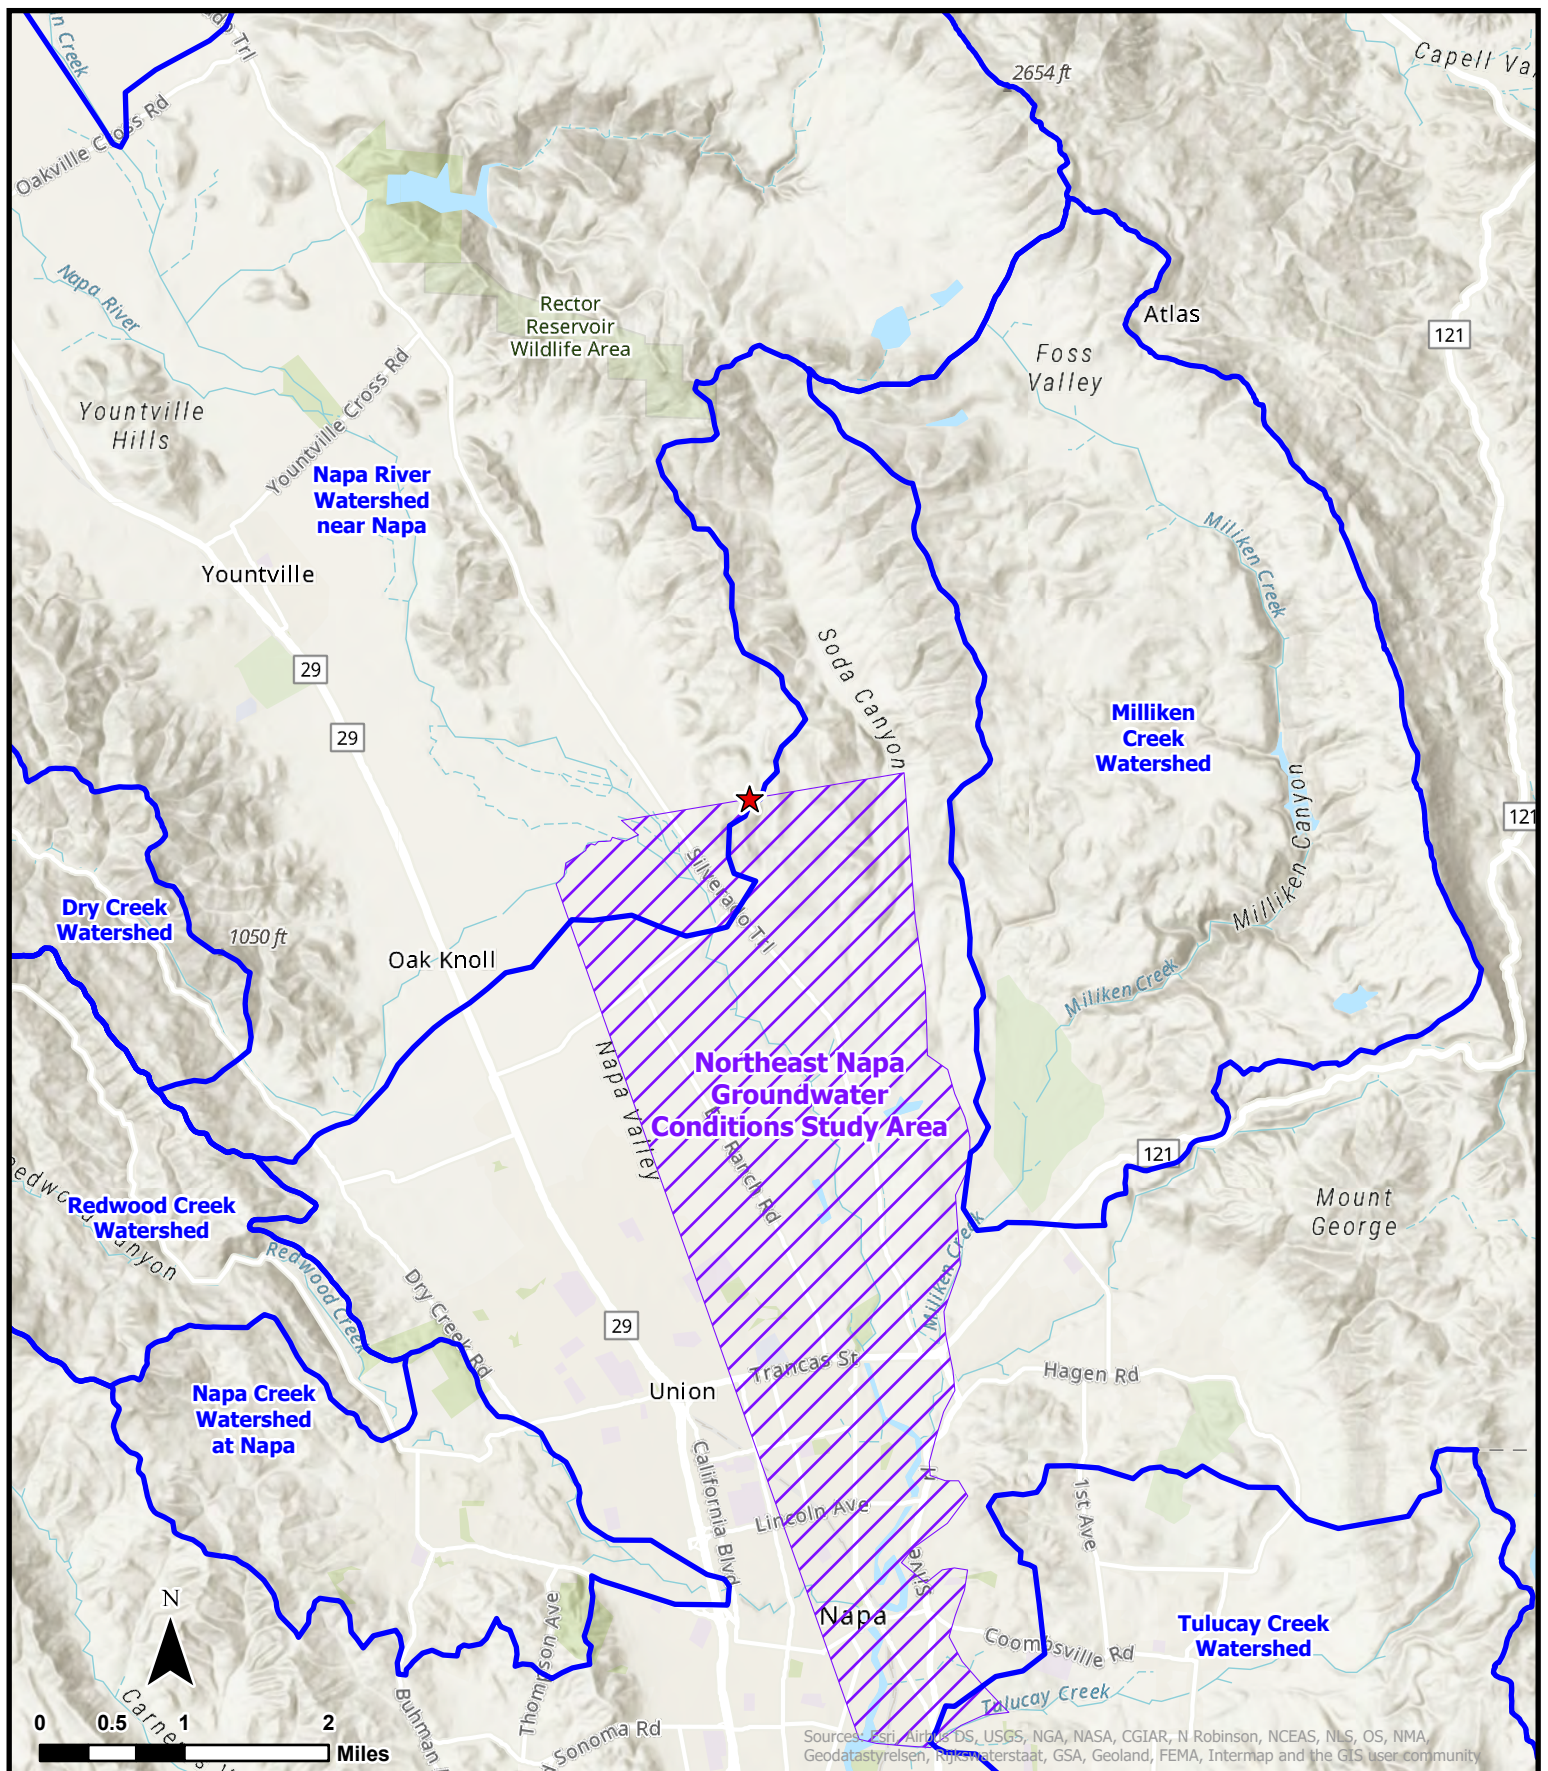 2654 ft
Capell Va
Oakville Cross Rd
Napa River
Rector
Reservoir
Wildlife Area
Atlas
Foss
Valley
121
Yountville
Hills
Yountville Cross Rd
Napa River
Watershed
near Napa
Milliken Creek
Yountville
Soda Canyon
29
29
Milliken
Creek
Watershed
121
Milliken Canyon
Silverado Trl
Dry Creek
Watershed
1050 ft
Oak Knoll
Milliken Creek
Napa Valley
Northeast Napa
Groundwater
Conditions Study Area
Ranch Rd
121
Redwood Creek
Watershed
Mount
George
Redwood Creek
Milliken Creek
Dry Creek Rd
29
Trancas St
Hagen Rd
Union
Napa Creek
Watershed
at Napa
California Blvd
Lincoln Ave
1st Ave
Thompson Ave
Napa
Coombsville Rd
Tulucay Creek
Watershed
Tulucay Creek
N
Buhman
Sonoma Rd
0 0.5 1 2
Miles
Sources: Esri, Airbus DS, USGS, NGA, NASA, CGIAR, N Robinson, NCEAS, NLS, OS, NMA,
Geodatastyrelsen, Rijkswaterstaat, GSA, Geoland, FEMA, Intermap and the GIS user community